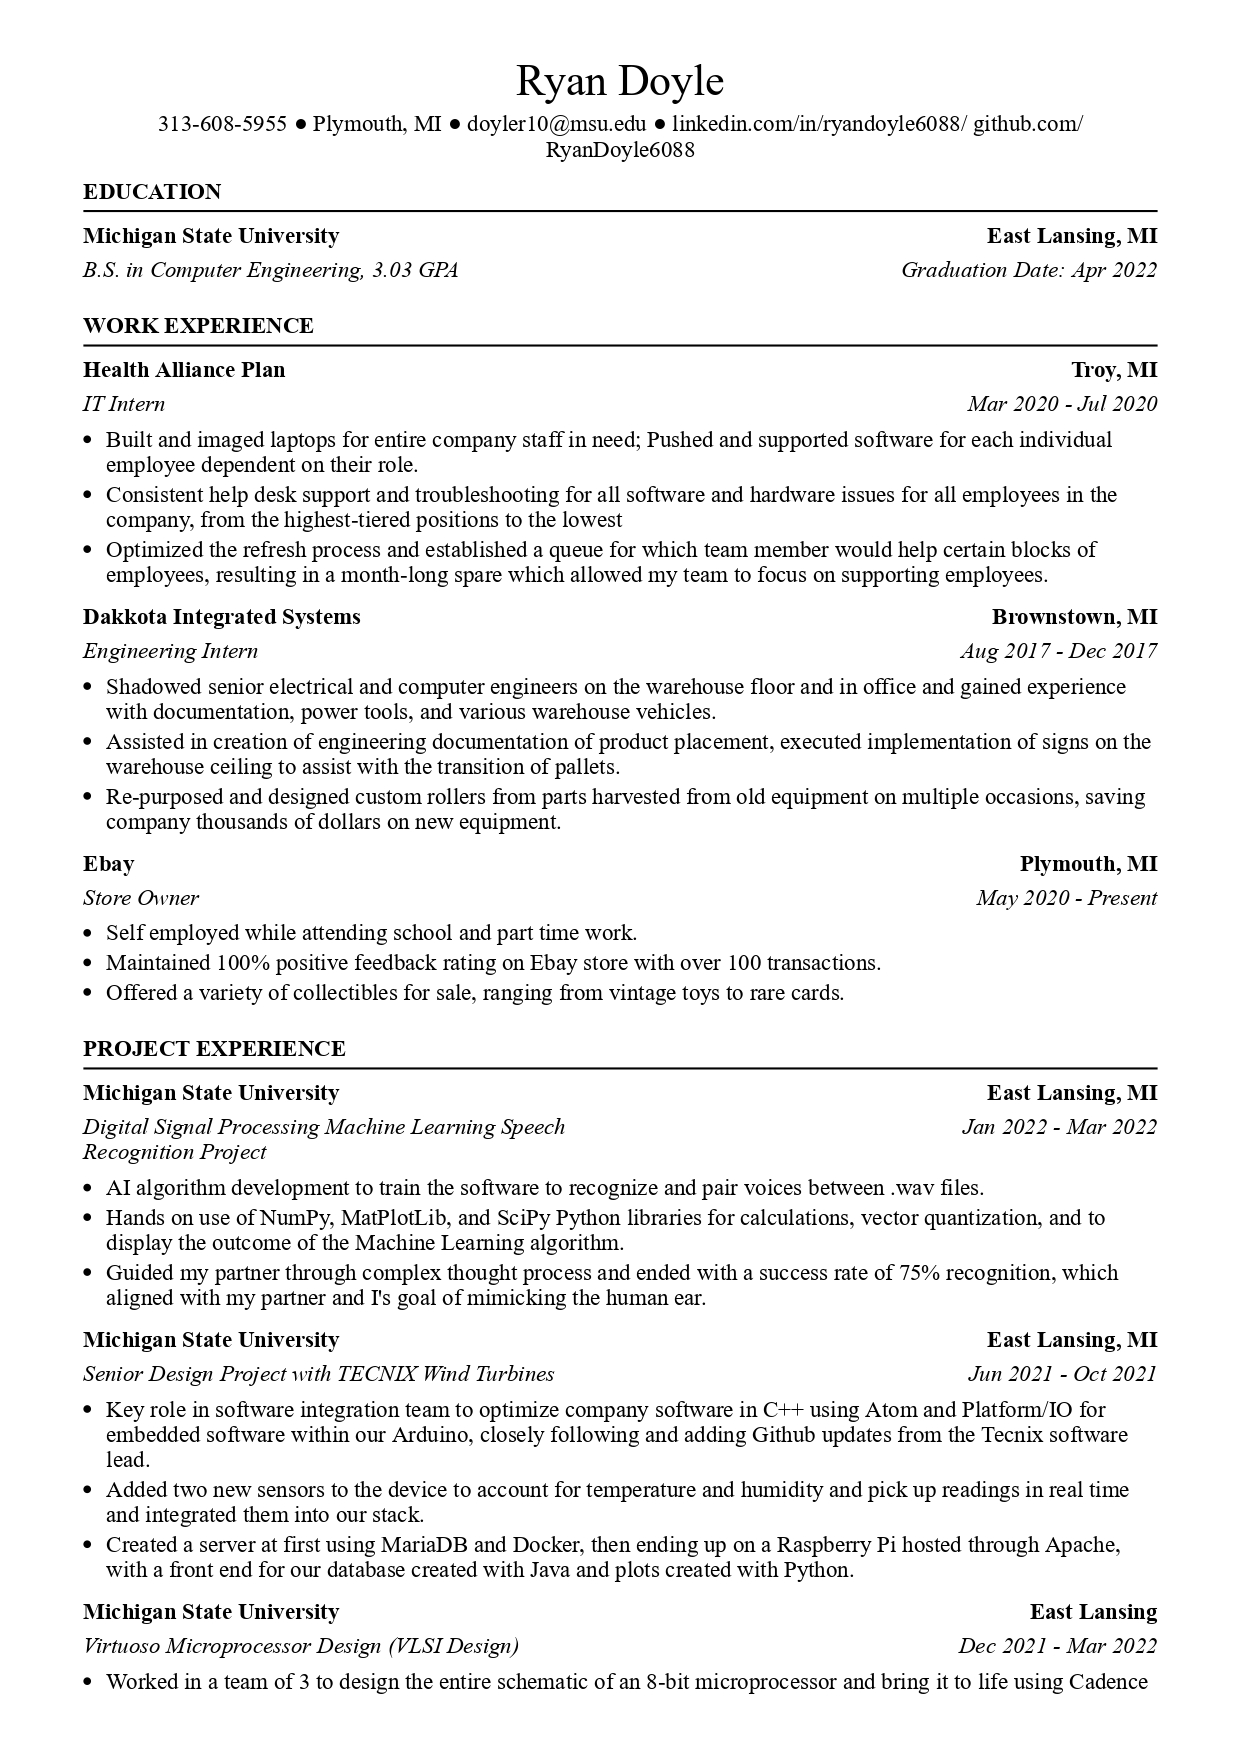 Ryan Doyle
313-608-5955 ● Plymouth, MI ● doyler10@msu.edu ● linkedin.com/in/ryandoyle6088/ github.com/
RyanDoyle6088
EDUCATION
Michigan State University East Lansing, MI
B.S. in Computer Engineering, 3.03 GPA Graduation Date: Apr 2022
WORK EXPERIENCE
Health Alliance Plan Troy, MI
IT Intern Mar 2020 - Jul 2020
• Built and imaged laptops for entire company staff in need; Pushed and supported software for each individual
employee dependent on their role.
• Consistent help desk support and troubleshooting for all software and hardware issues for all employees in the
company, from the highest-tiered positions to the lowest
• Optimized the refresh process and established a queue for which team member would help certain blocks of
employees, resulting in a month-long spare which allowed my team to focus on supporting employees.
Dakkota Integrated Systems Brownstown, MI
Engineering Intern Aug 2017 - Dec 2017
• Shadowed senior electrical and computer engineers on the warehouse floor and in office and gained experience
with documentation, power tools, and various warehouse vehicles.
• Assisted in creation of engineering documentation of product placement, executed implementation of signs on the
warehouse ceiling to assist with the transition of pallets.
• Re-purposed and designed custom rollers from parts harvested from old equipment on multiple occasions, saving
company thousands of dollars on new equipment.
Ebay Plymouth, MI
Store Owner May 2020 - Present
• Self employed while attending school and part time work.
• Maintained 100% positive feedback rating on Ebay store with over 100 transactions.
• Offered a variety of collectibles for sale, ranging from vintage toys to rare cards.
PROJECT EXPERIENCE
Michigan State University East Lansing, MI
Digital Signal Processing Machine Learning Speech Jan 2022 - Mar 2022
Recognition Project
• AI algorithm development to train the software to recognize and pair voices between .wav files.
• Hands on use of NumPy, MatPlotLib, and SciPy Python libraries for calculations, vector quantization, and to
display the outcome of the Machine Learning algorithm.
• Guided my partner through complex thought process and ended with a success rate of 75% recognition, which
aligned with my partner and I's goal of mimicking the human ear.
Michigan State University East Lansing, MI
Senior Design Project with TECNIX Wind Turbines Jun 2021 - Oct 2021
• Key role in software integration team to optimize company software in C++ using Atom and Platform/IO for
embedded software within our Arduino, closely following and adding Github updates from the Tecnix software
lead.
• Added two new sensors to the device to account for temperature and humidity and pick up readings in real time
and integrated them into our stack.
• Created a server at first using MariaDB and Docker, then ending up on a Raspberry Pi hosted through Apache,
with a front end for our database created with Java and plots created with Python.
Michigan State University East Lansing
Virtuoso Microprocessor Design (VLSI Design) Dec 2021 - Mar 2022
• Worked in a team of 3 to design the entire schematic of an 8-bit microprocessor and bring it to life using Cadence